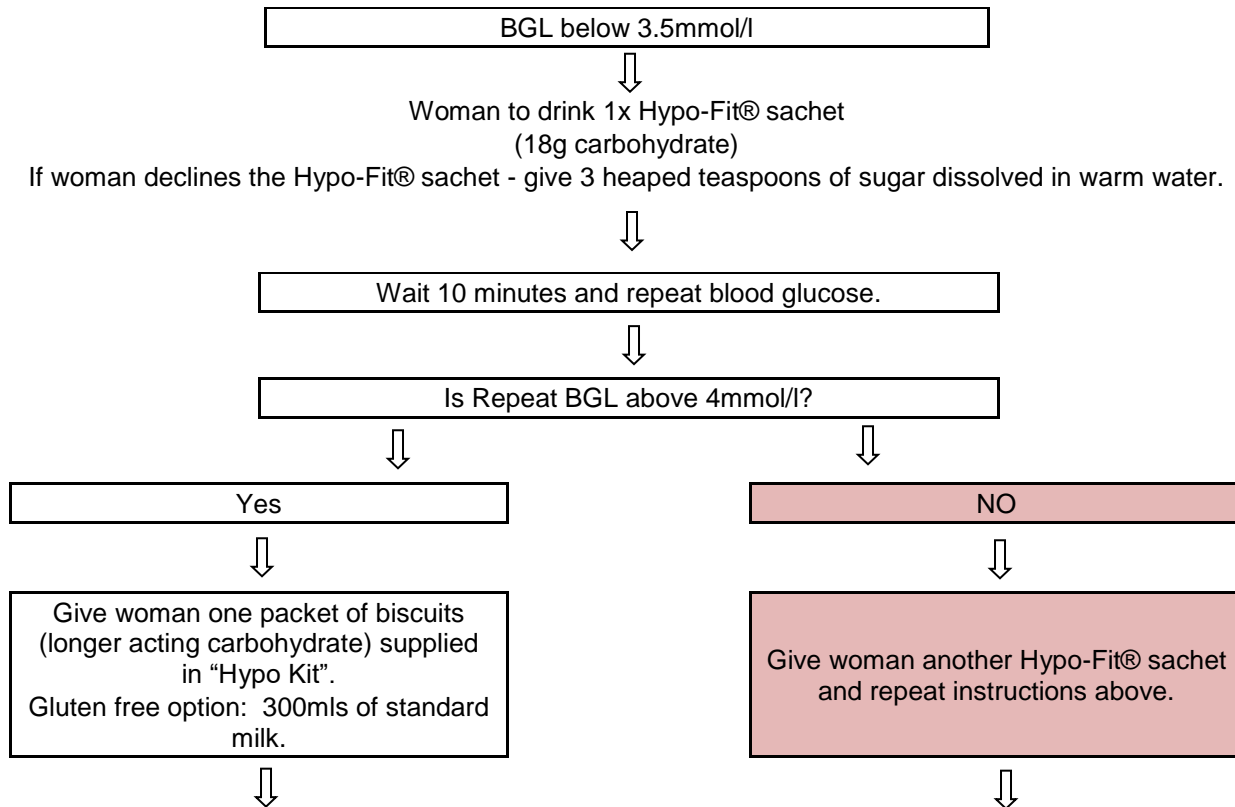 BGL below 3.5mmol/l
Woman to drink 1x Hypo-Fit® sachet
(18g carbohydrate)
If woman declines the Hypo-Fit® sachet - give 3 heaped teaspoons of sugar dissolved in warm water.
Wait 10 minutes and repeat blood glucose.
Is Repeat BGL above 4mmol/l?
Yes
NO
Give woman one packet of biscuits
(longer acting carbohydrate) supplied
in “Hypo Kit”.
Gluten free option:  300mls of standard
milk.
Give woman another Hypo-Fit® sachet
and repeat instructions above.